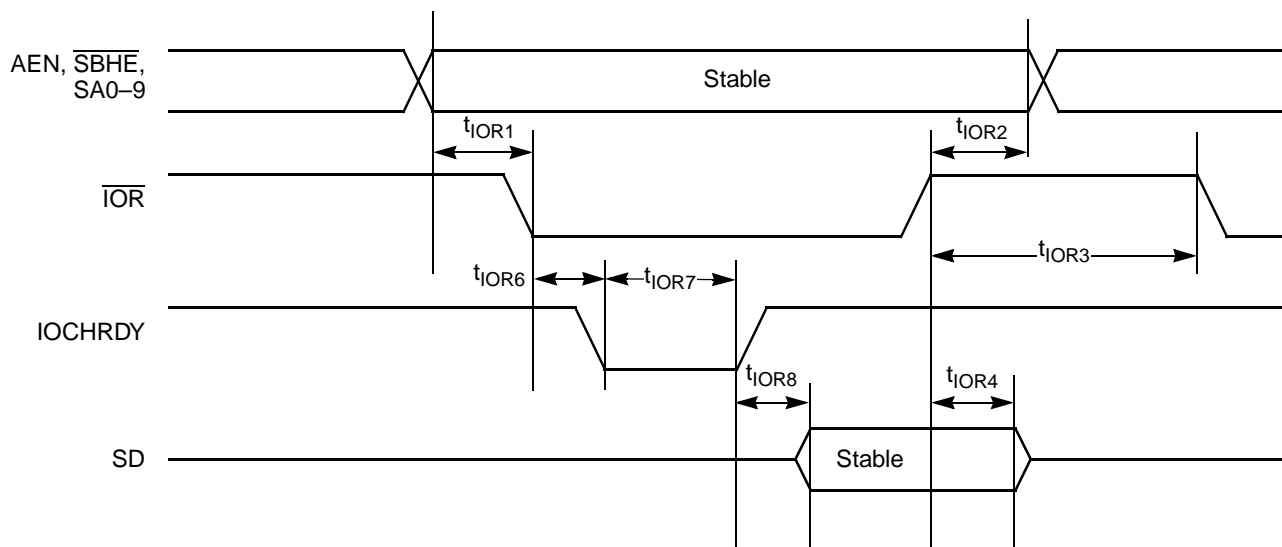 AEN, SBHE,
SA0–9
Stable
tIOR1
tIOR2
IOR
tIOR3
tIOR6
tIOR7
IOCHRDY
tIOR8
tIOR4
SD
Stable